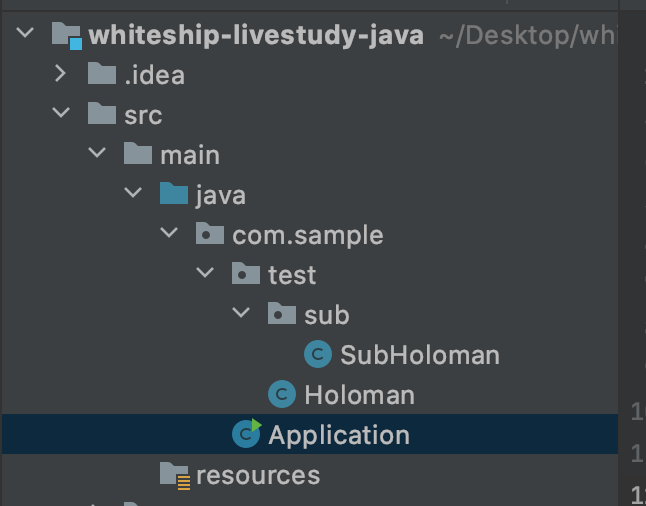 whiteship-livestudy-java ~/Desktop/whi
.idea
src
main
java
com.sample
test
sub
SubHoloman
Holoman
Application
resources